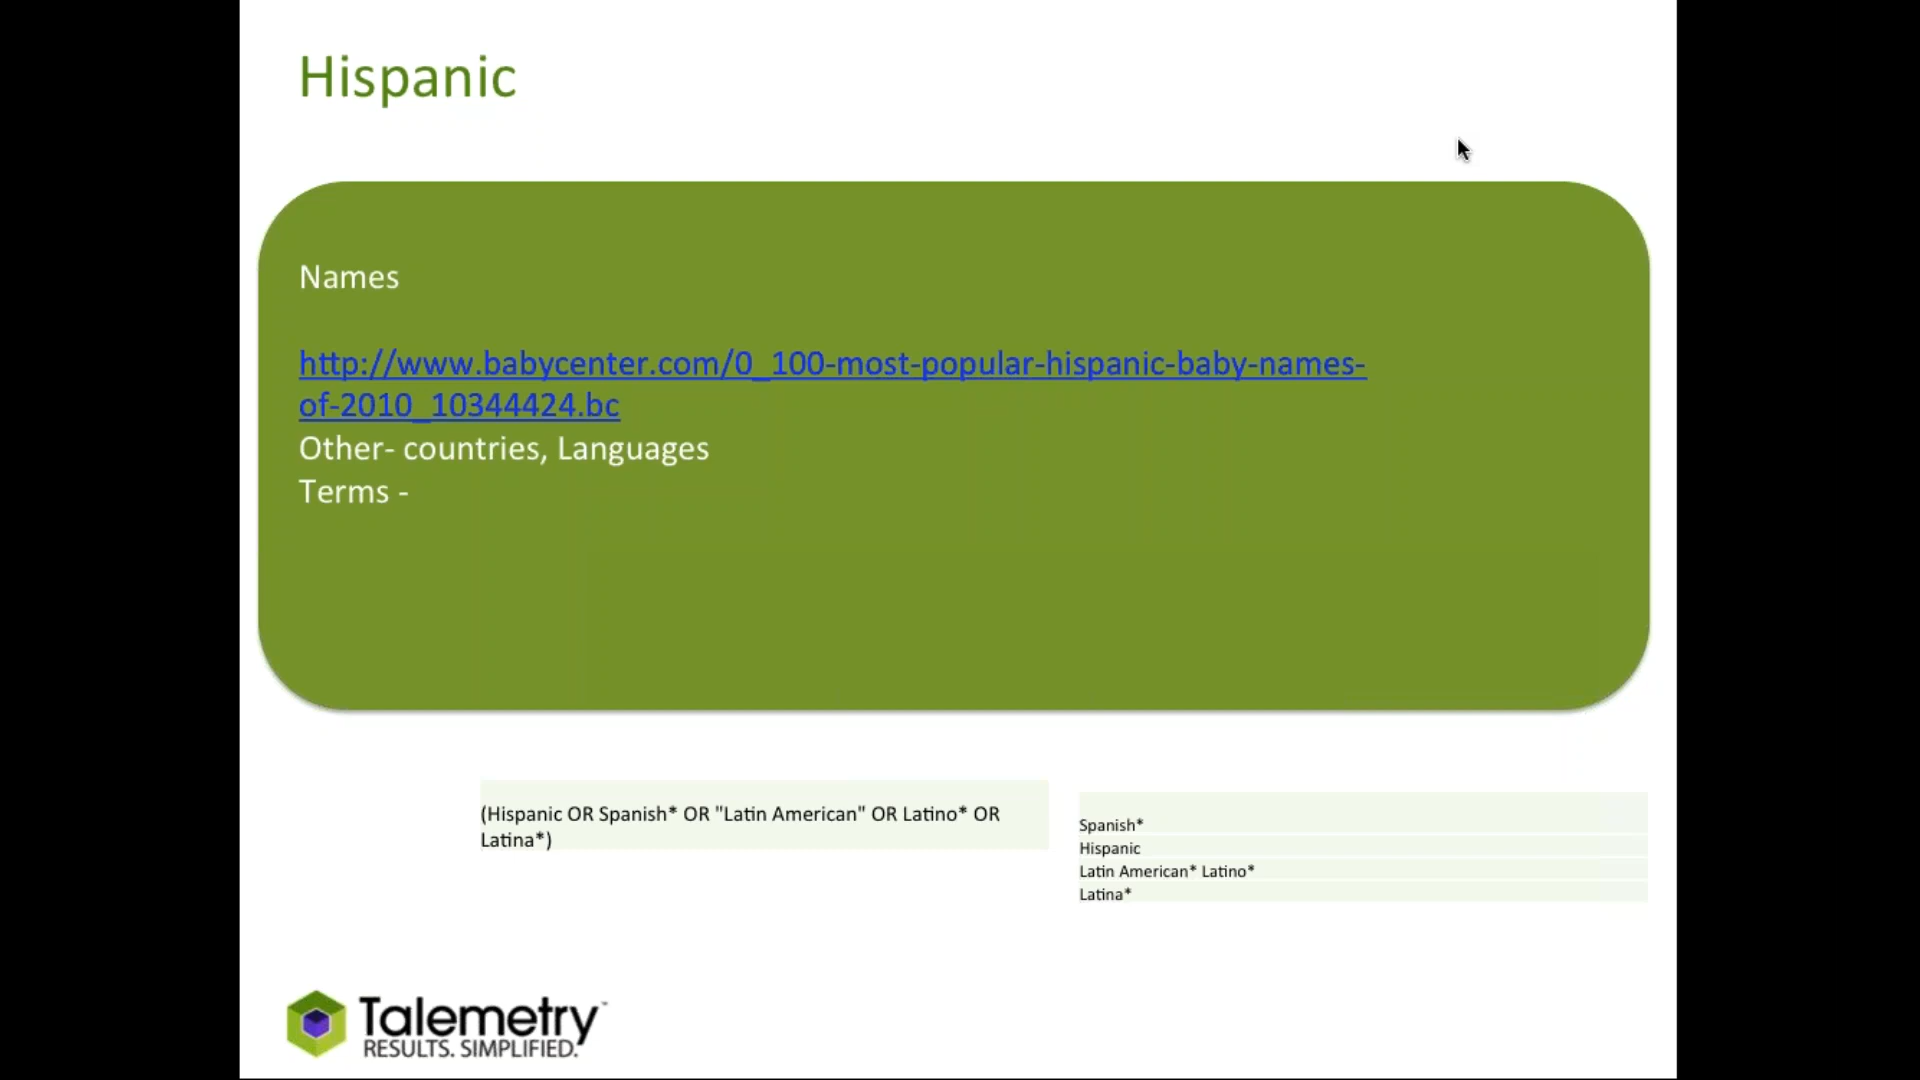 Hispanic
Names
http://www.babycenter.com/0_100-most-popular-hispanic-baby-names-
of-2010_10344424.bc
Other- countries, Languages
Terms -
(Hispanic OR Spanish* OR "Latin American" OR Latino* OR
Latina*)
Spanish*
Hispanic
Latin American* Latino*
Latina*
Talemetry™
RESULTS. SIMPLIFIED.